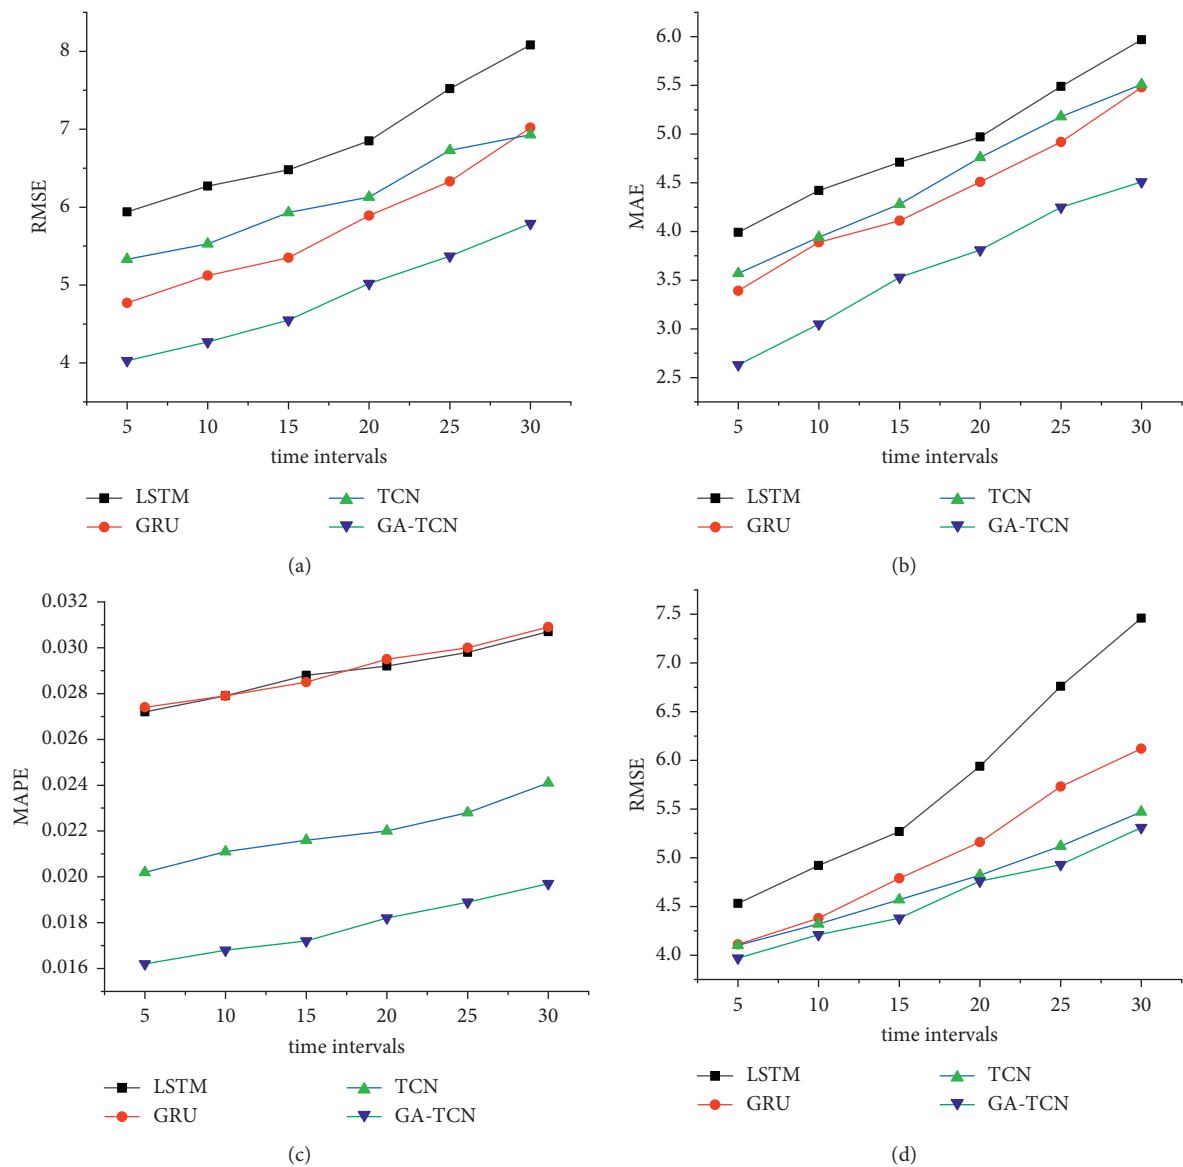 8
7
6
5
4
RMSE
5 10 15 20 25 30
time intervals
LSTM TCN
GRU GA-TCN
(a)
6.0
5.5
5.0
4.5
4.0
3.5
3.0
2.5
MAE
5 10 15 20 25 30
time intervals
LSTM TCN
GRU GA-TCN
(b)
0.032
0.030
0.028
0.026
0.024
0.022
0.020
0.018
0.016
MAPE
5 10 15 20 25 30
time intervals
LSTM TCN
GRU GA-TCN
(c)
7.5
7.0
6.5
6.0
5.5
5.0
4.5
4.0
RMSE
5 10 15 20 25 30
time intervals
LSTM TCN
GRU GA-TCN
(d)